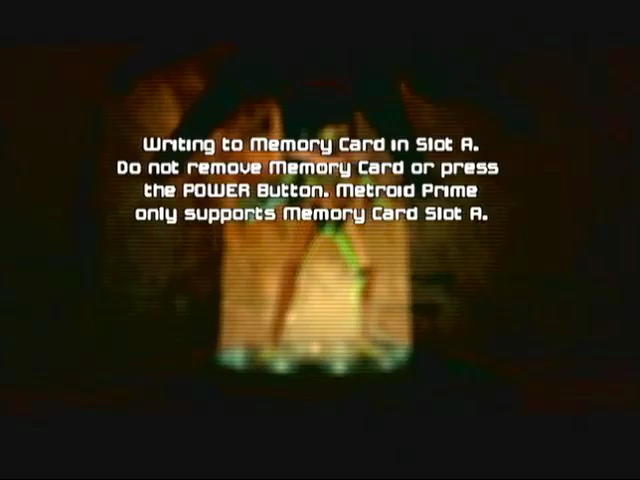 Writing to Memory Card in Slot A.
Do not remove Memory Card or press
the POWER Button. Metroid Prime
only supports Memory Card Slot A.